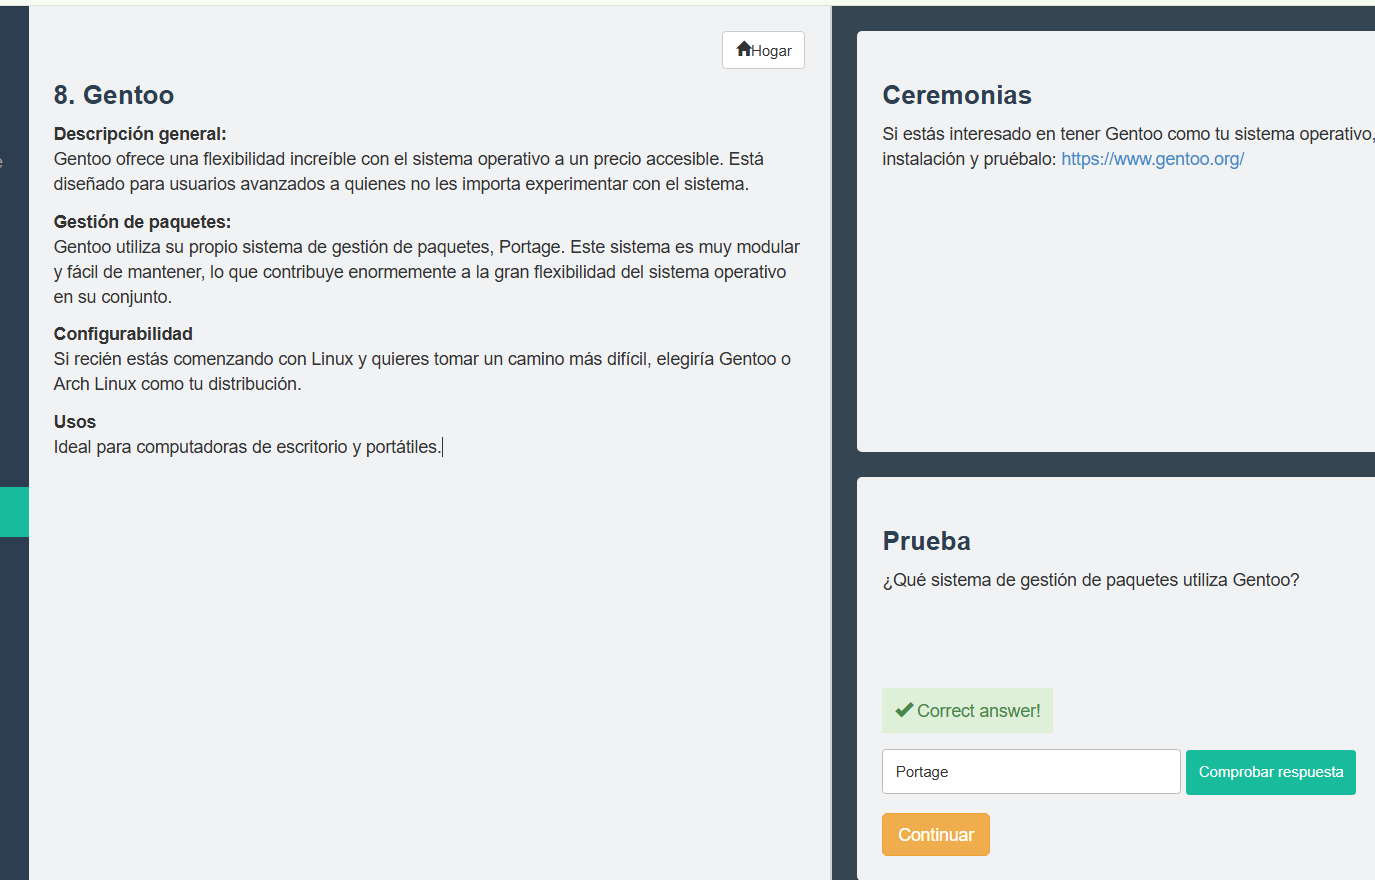 Hogar
8. Gentoo
Descripción general:
Gentoo ofrece una flexibilidad increíble con el sistema operativo a un precio accesible. Está
diseñado para usuarios avanzados a quienes no les importa experimentar con el sistema.
Gestión de paquetes:
Gentoo utiliza su propio sistema de gestión de paquetes, Portage. Este sistema es muy modular
y fácil de mantener, lo que contribuye enormemente a la gran flexibilidad del sistema operativo
en su conjunto.
Configurabilidad
Si recién estás comenzando con Linux y quieres tomar un camino más difícil, elegiría Gentoo o
Arch Linux como tu distribución.
Usos
Ideal para computadoras de escritorio y portátiles.
Ceremonias
Si estás interesado en tener Gentoo como tu sistema operativo,
instalación y pruébalo: https://www.gentoo.org/
Prueba
¿Qué sistema de gestión de paquetes utiliza Gentoo?
Correct answer!
Portage
Comprobar respuesta
Continuar